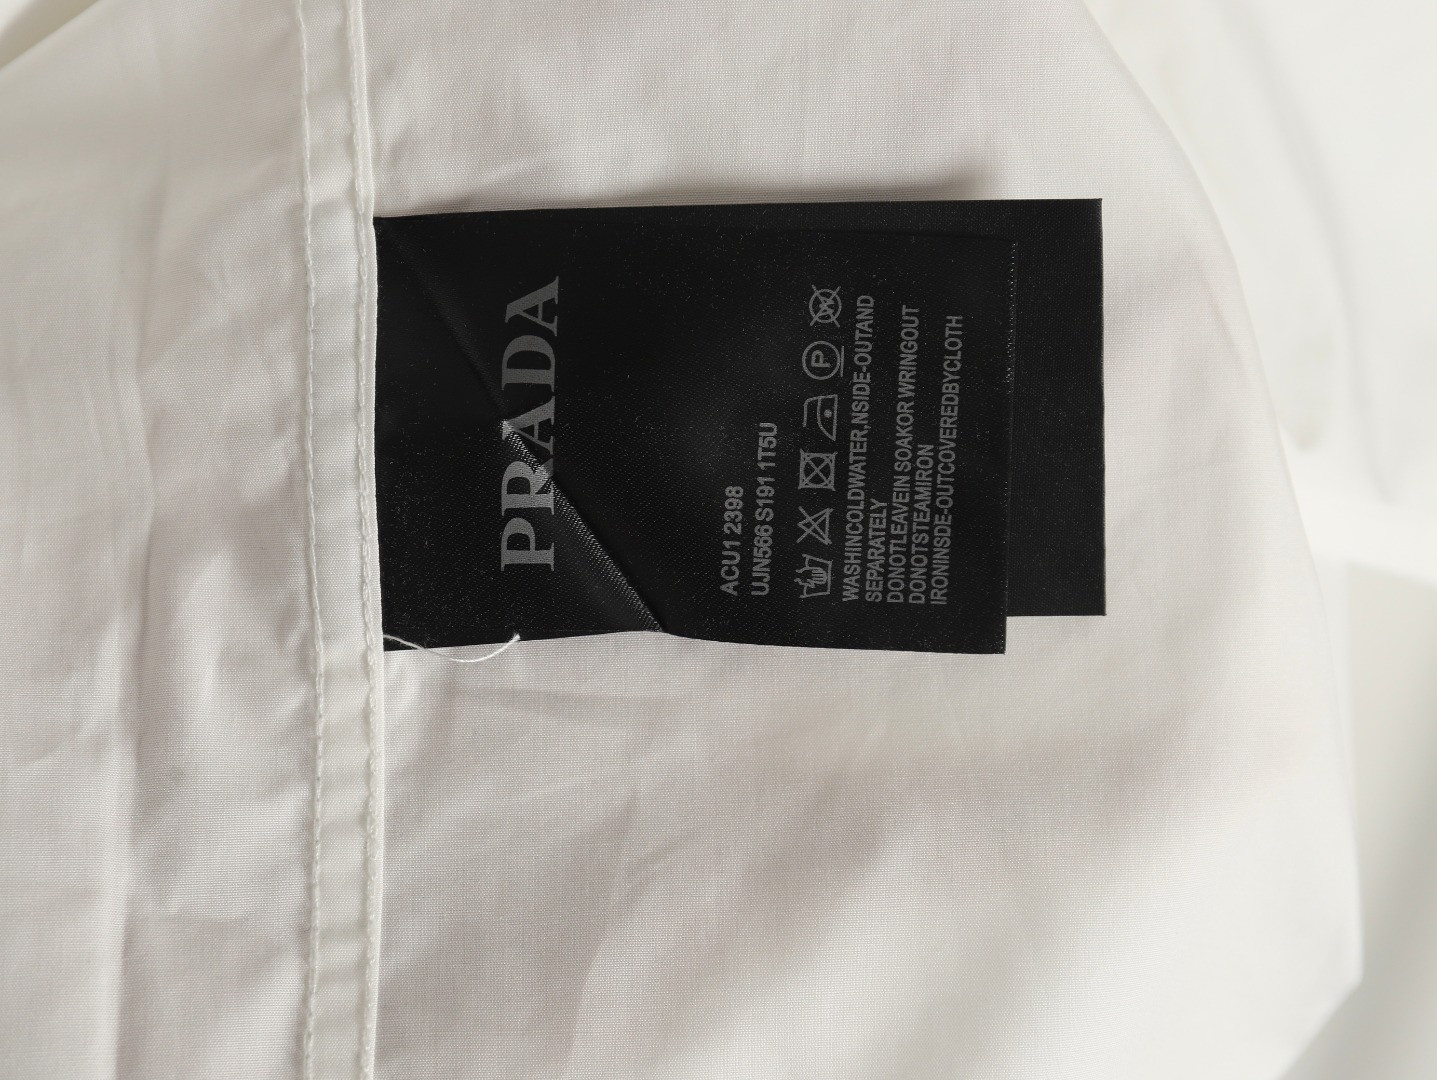 PRADA
ACU1 2398
UJN566 S191 1T5U
P W
WASHINCOLDWATER,NSIDE-OUTAND
SEPARATELY
DONOTLEAVEIN SOAKOR WRINGOUT
DONOTSTEAMIRON
IRONINSDE-OUTCOVEREDBYCLOTH